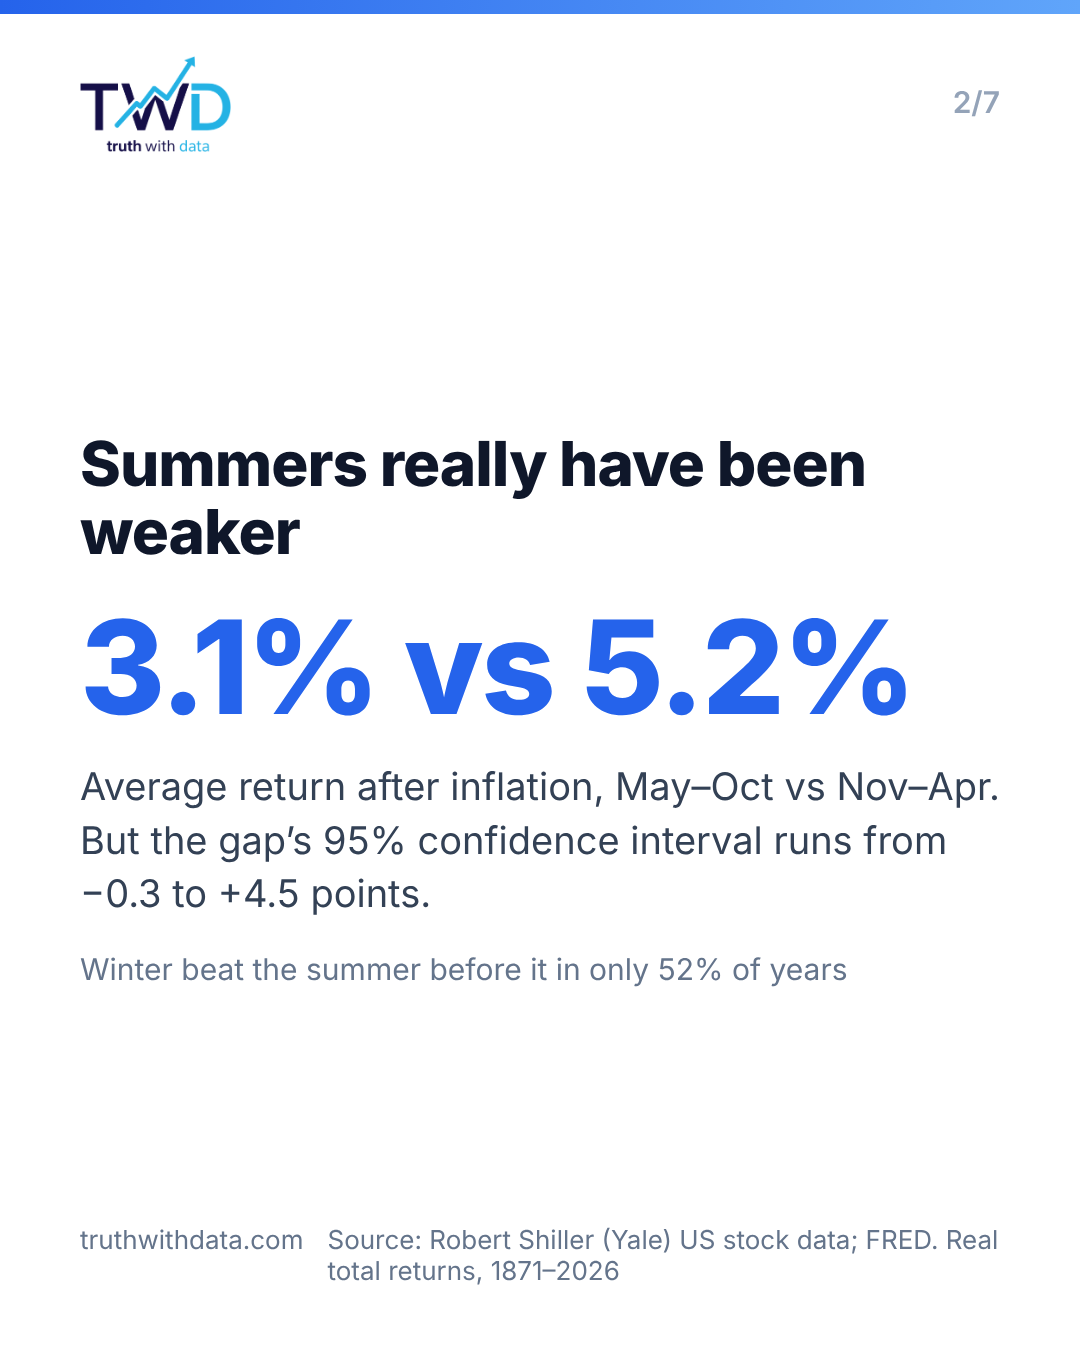 TWD
truth with data
2/7
Summers really have been
weaker
3.1% vs 5.2%
Average return after inflation, May–Oct vs Nov–Apr.
But the gap’s 95% confidence interval runs from
−0.3 to +4.5 points.
Winter beat the summer before it in only 52% of years
truthwithdata.com
Source: Robert Shiller (Yale) US stock data; FRED. Real
total returns, 1871–2026